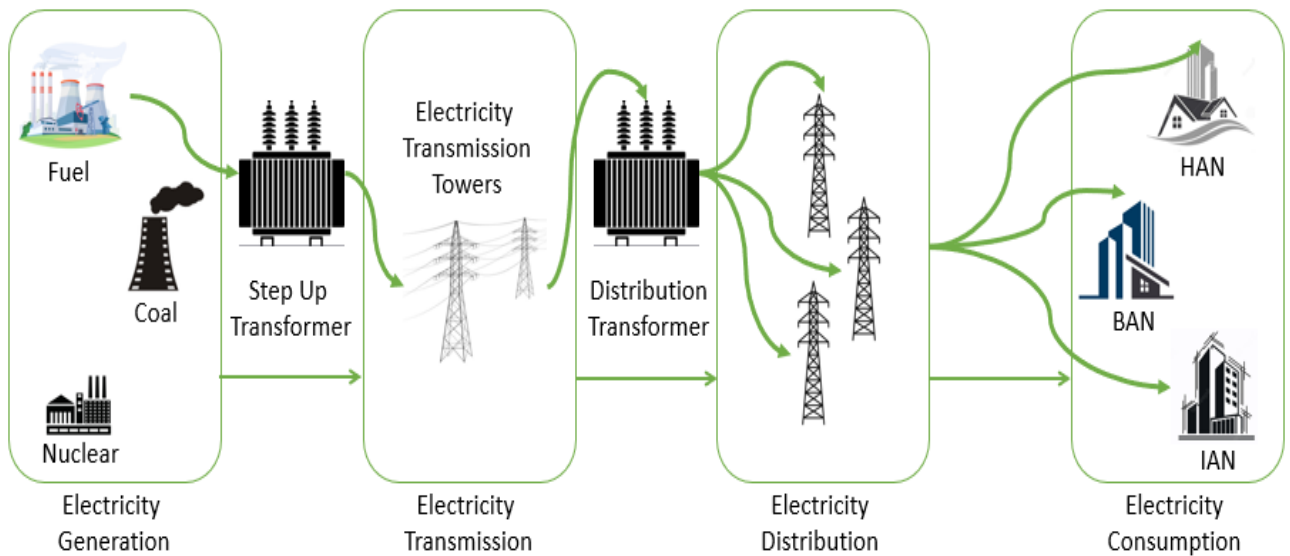 Fuel
Coal
Nuclear
Electricity
Generation
Step Up
Transformer
Electricity
Transmission
Towers
Electricity
Transmission
Distribution
Transformer
Electricity
Distribution
HAN
BAN
IAN
Electricity
Consumption